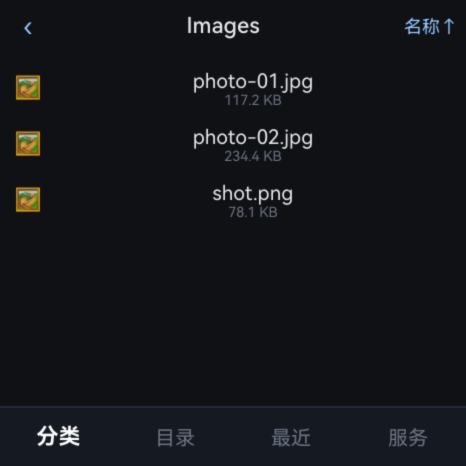 ‹ Images 名称↑
photo-01.jpg
117.2 KB
photo-02.jpg
234.4 KB
shot.png
78.1 KB
分类 目录 最近 服务